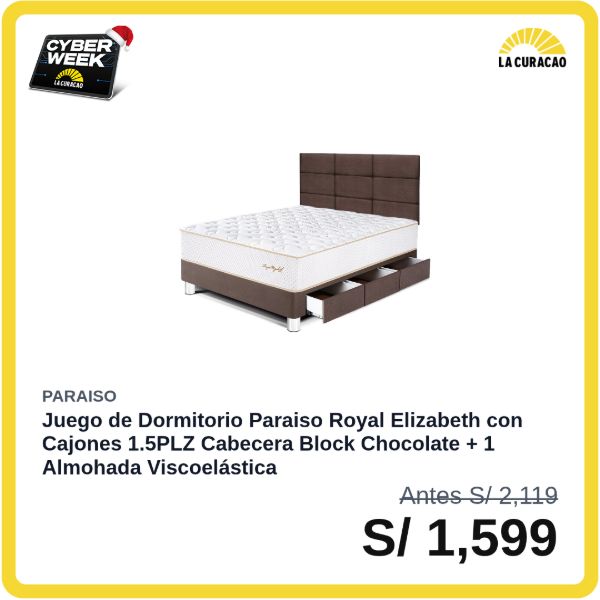 CYBER
WEEK
LA CURACAO
LA CURACAO
PARAISO
Juego de Dormitorio Paraiso Royal Elizabeth con
Cajones 1.5PLZ Cabecera Block Chocolate + 1
Almohada Viscoelástica
Antes S/ 2,119
S/ 1,599